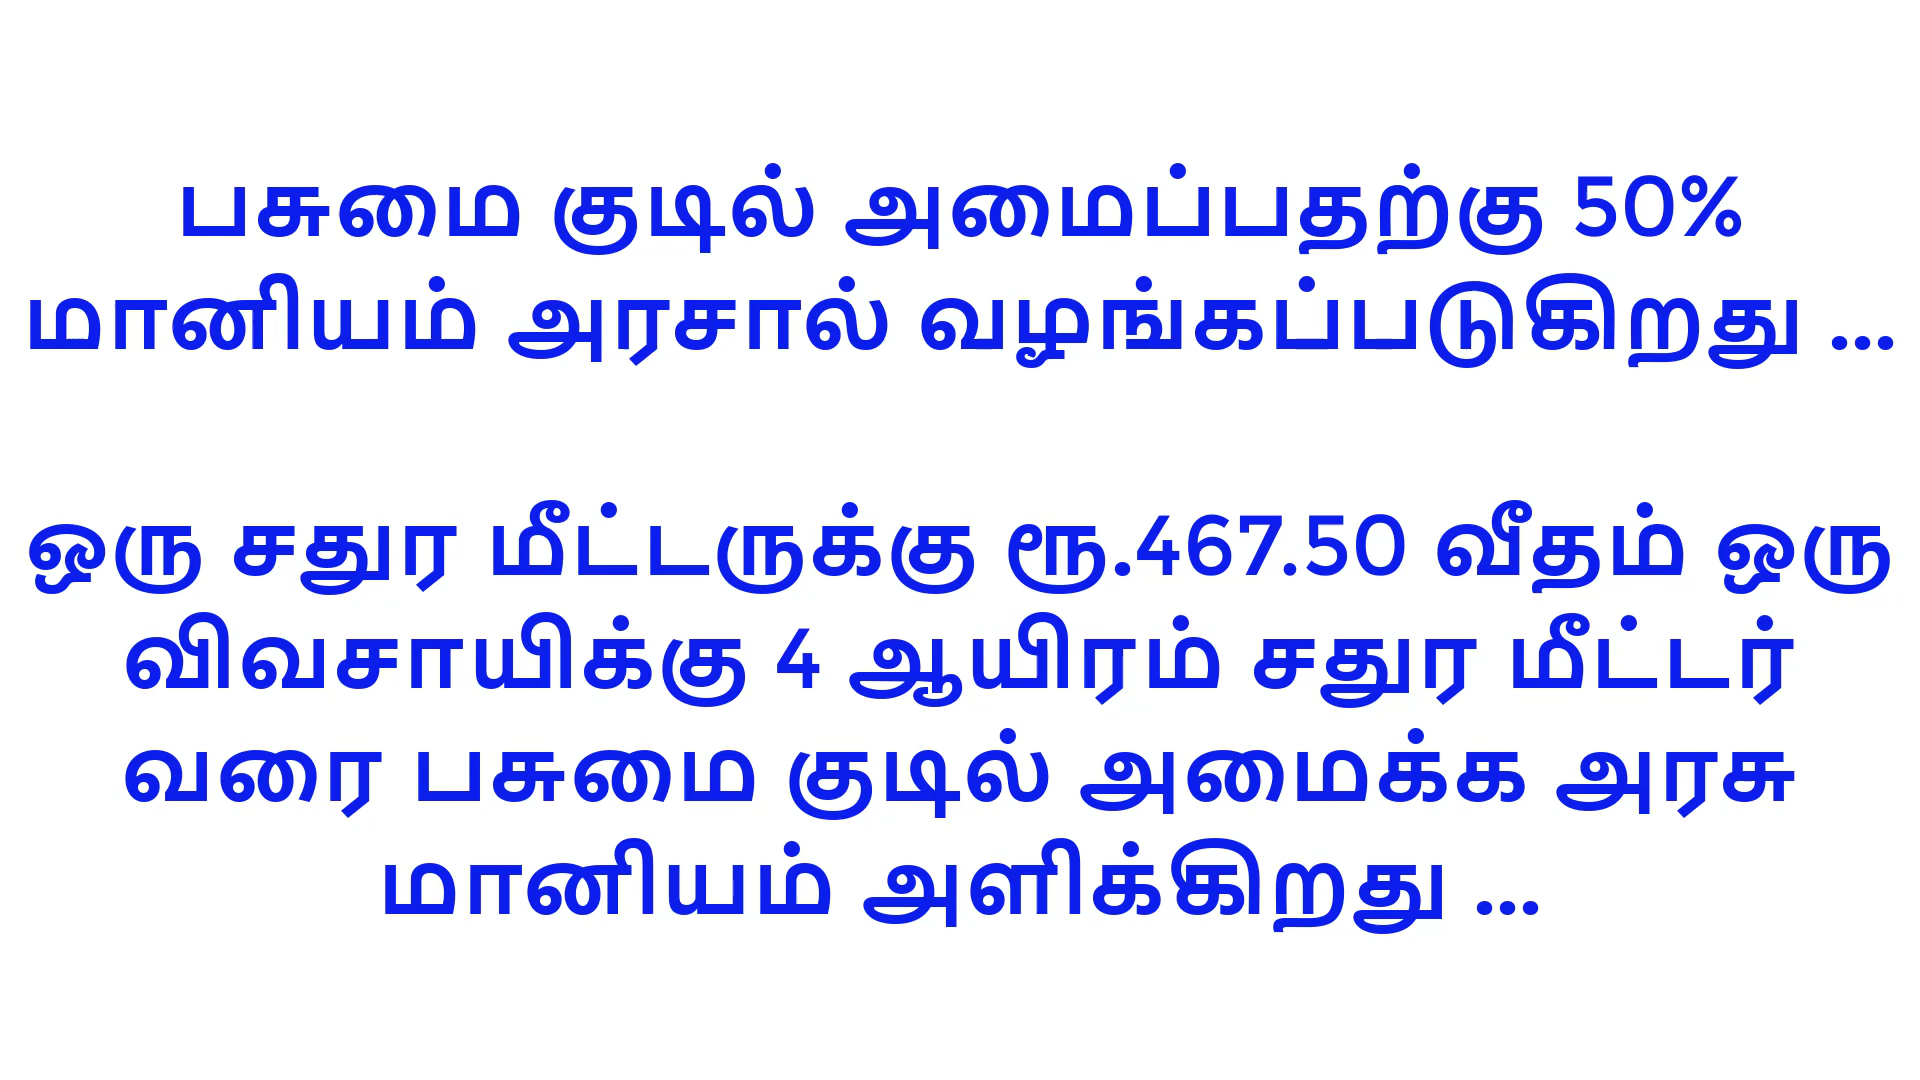 பசுமை குடில் அமைப்பதற்கு 50%
மானியம் அரசால் வழங்கப்படுகிறது ...
ஒரு சதுர மீட்டருக்கு ரூ.467.50 வீதம் ஒரு
விவசாயிக்கு 4 ஆயிரம் சதுர மீட்டர்
வரை பசுமை குடில் அமைக்க அரசு
மானியம் அளிக்கிறது ...